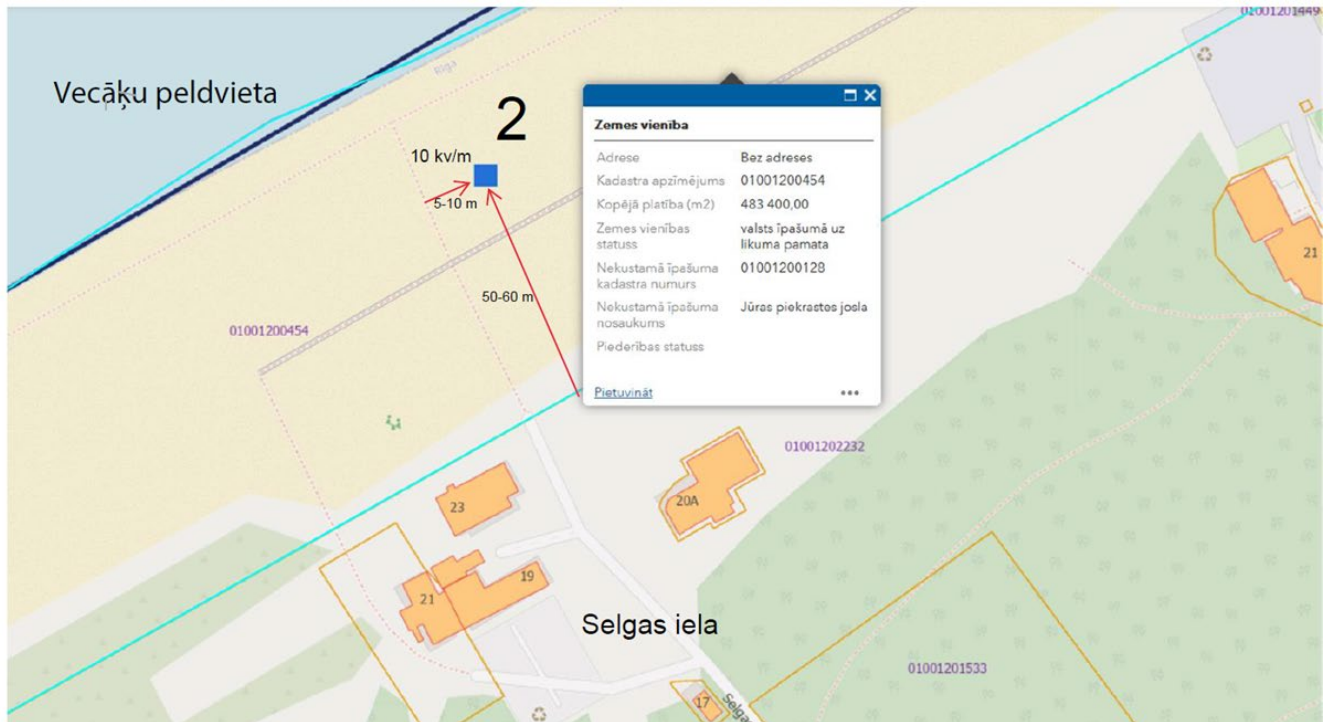 01001201449
Rīga
Vecāķu peldvieta
2
10 kv/m
5-10 m
50-60 m
01001200454
Zemes vienība
Adrese Bez adreses
Kadastra apzīmējums 01001200454
Kopējā platība (m2) 483 400,00
Zemes vienības statuss valsts īpašumā uz
likuma pamata
Nekustamā īpašuma 01001200128
kadastra numurs
Nekustamā īpašuma Jūras piekrastes josla
nosaukums
Piederības statuss
Pietuvināt
21
01001202232
23
20A
19
21
Selgas iela
01001201533
17
Selgas